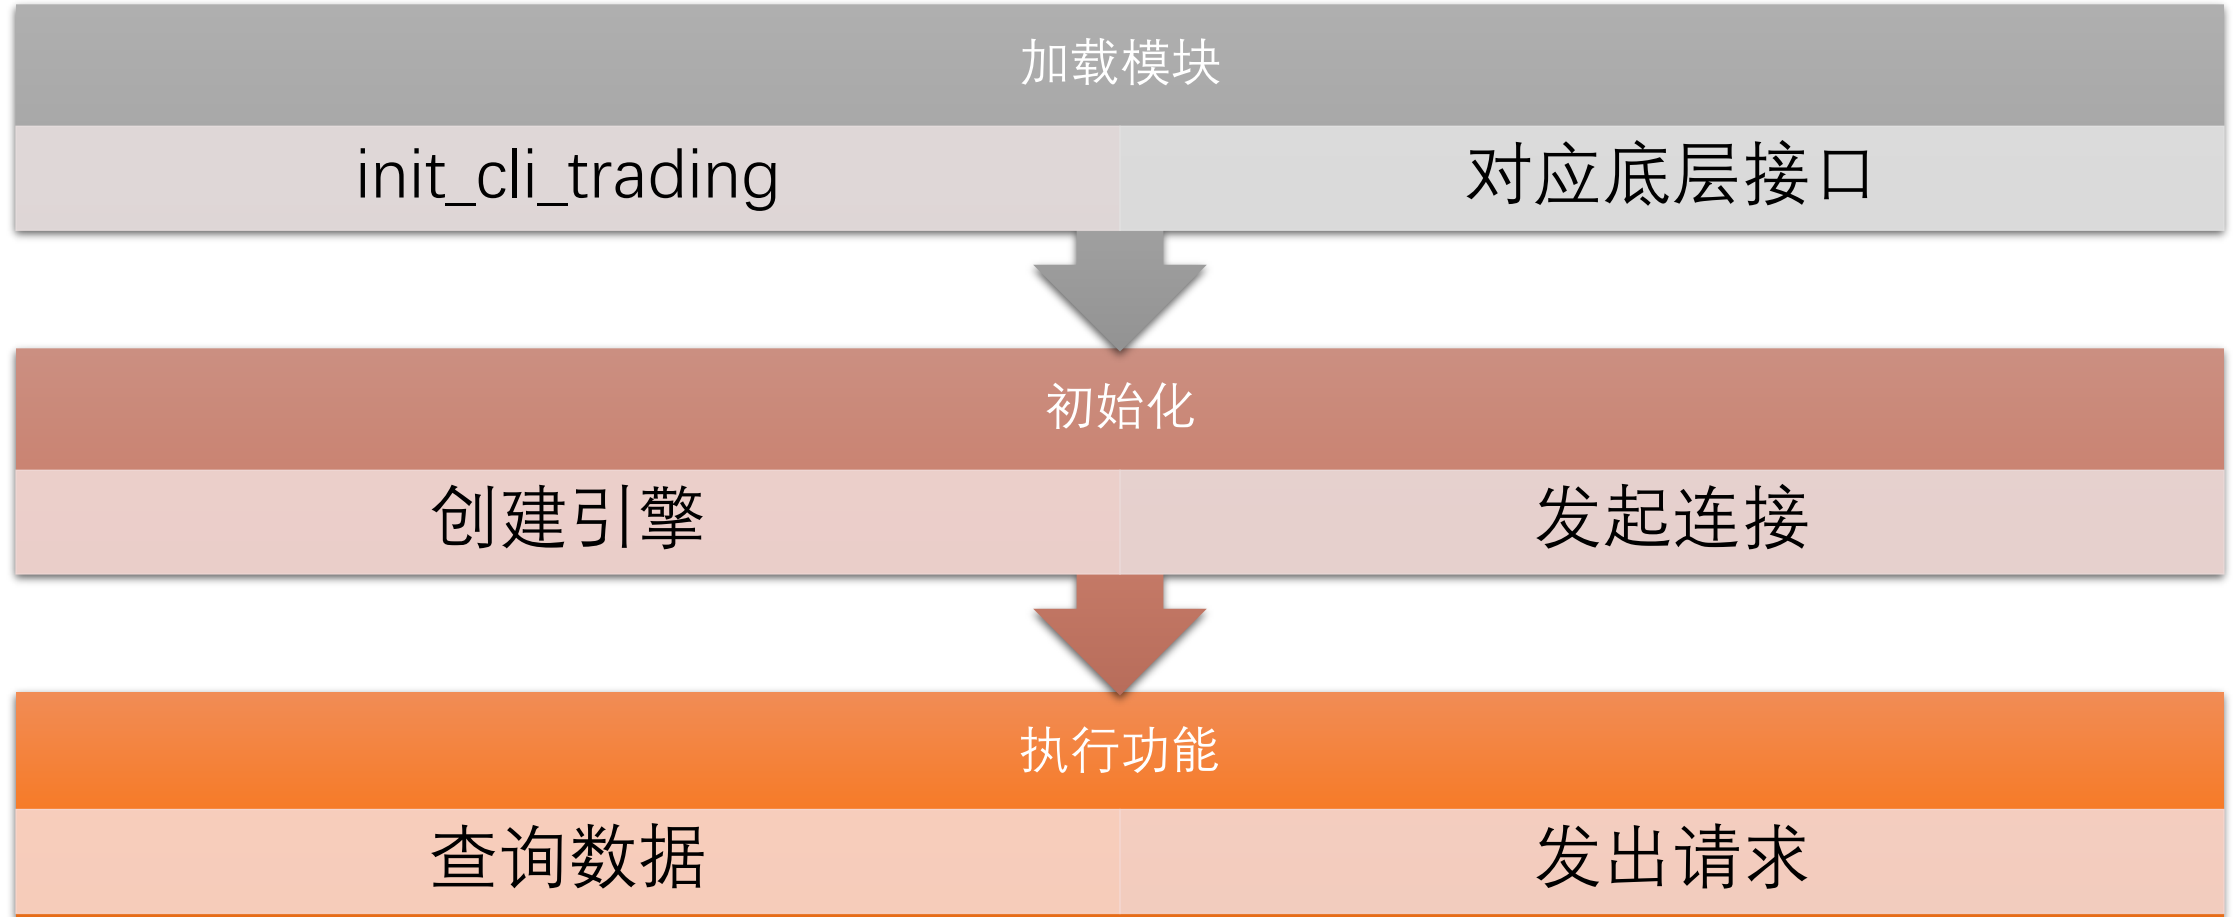 加载模块
init_cli_trading 对应底层接口
初始化
创建引擎 发起连接
执行功能
查询数据 发出请求